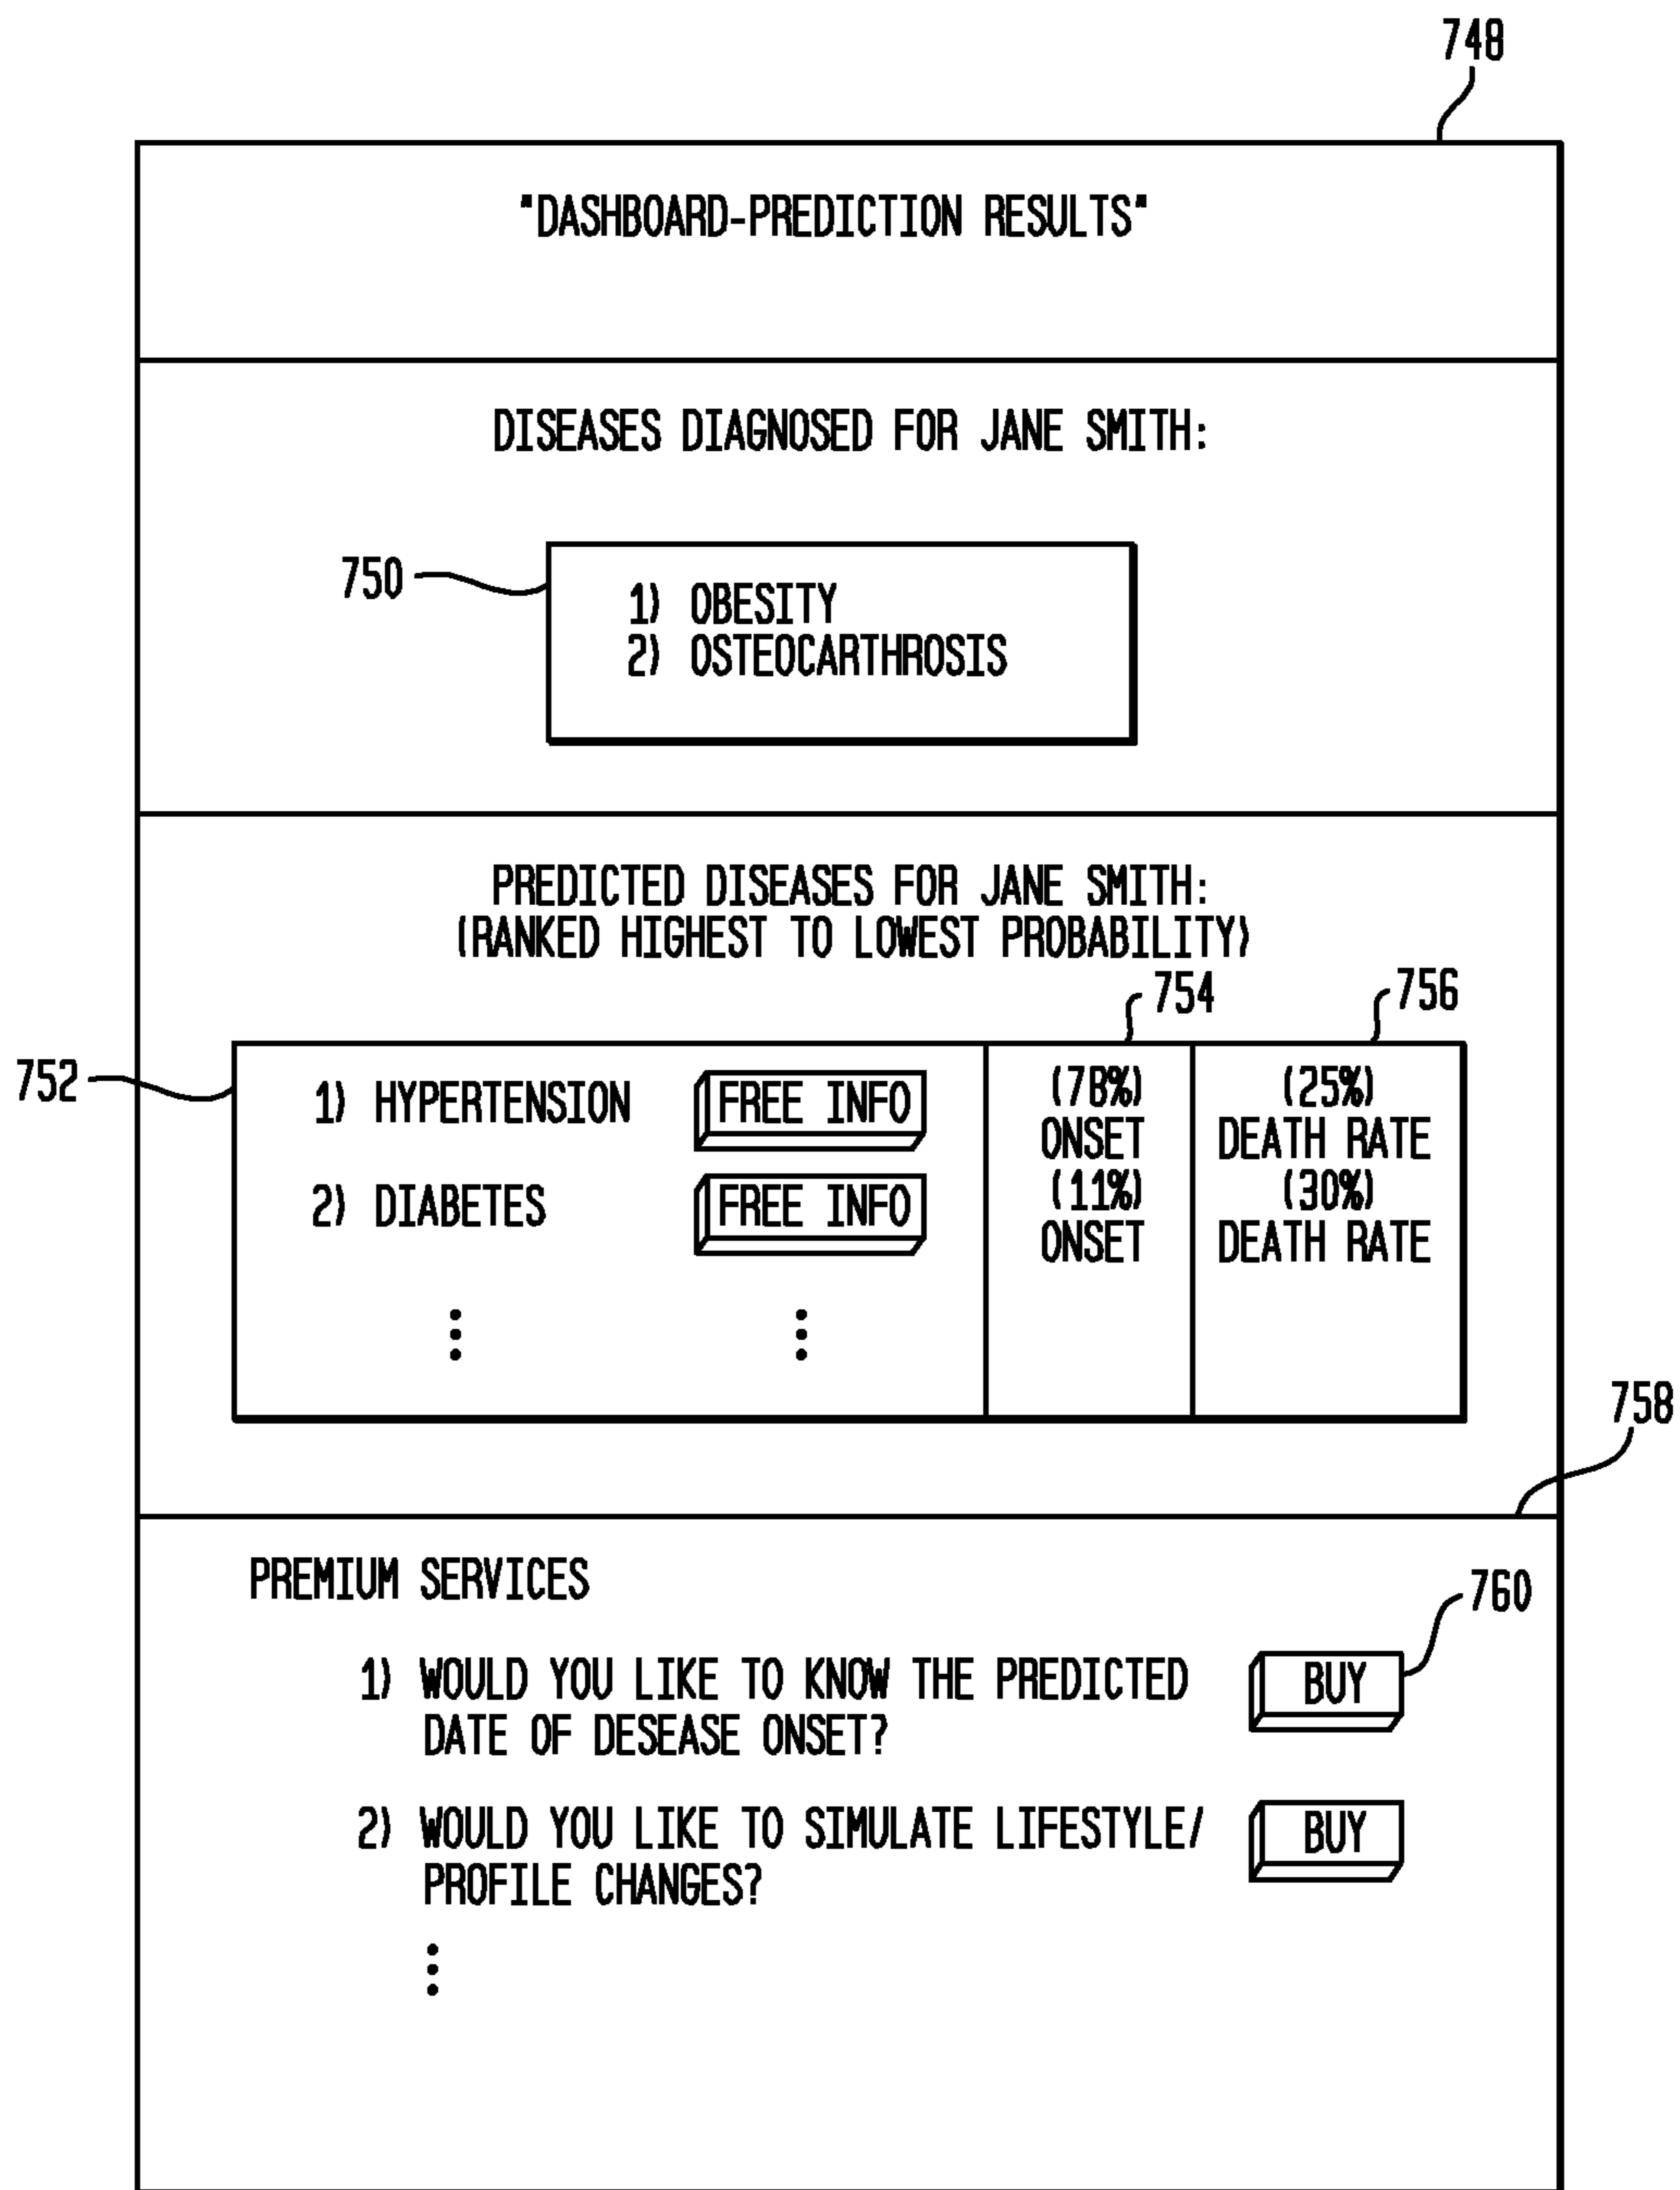 748
"DASHBOARD-PREDICTION RESULTS"
DISEASES DIAGNOSED FOR JANE SMITH:
750
1) OBESITY
2) OSTEOCARTHROSIS
PREDICTED DISEASES FOR JANE SMITH:
(RANKED HIGHEST TO LOWEST PROBABILITY)
754
756
752
1) HYPERTENSION FREE INFO (78%) (25%)
ONSET DEATH RATE
2) DIABETES FREE INFO (11%) (30%)
ONSET DEATH RATE
758
PREMIUM SERVICES
760
1) WOULD YOU LIKE TO KNOW THE PREDICTED BUY
DATE OF DESEASE ONSET?
2) WOULD YOU LIKE TO SIMULATE LIFESTYLE/ BUY
PROFILE CHANGES?